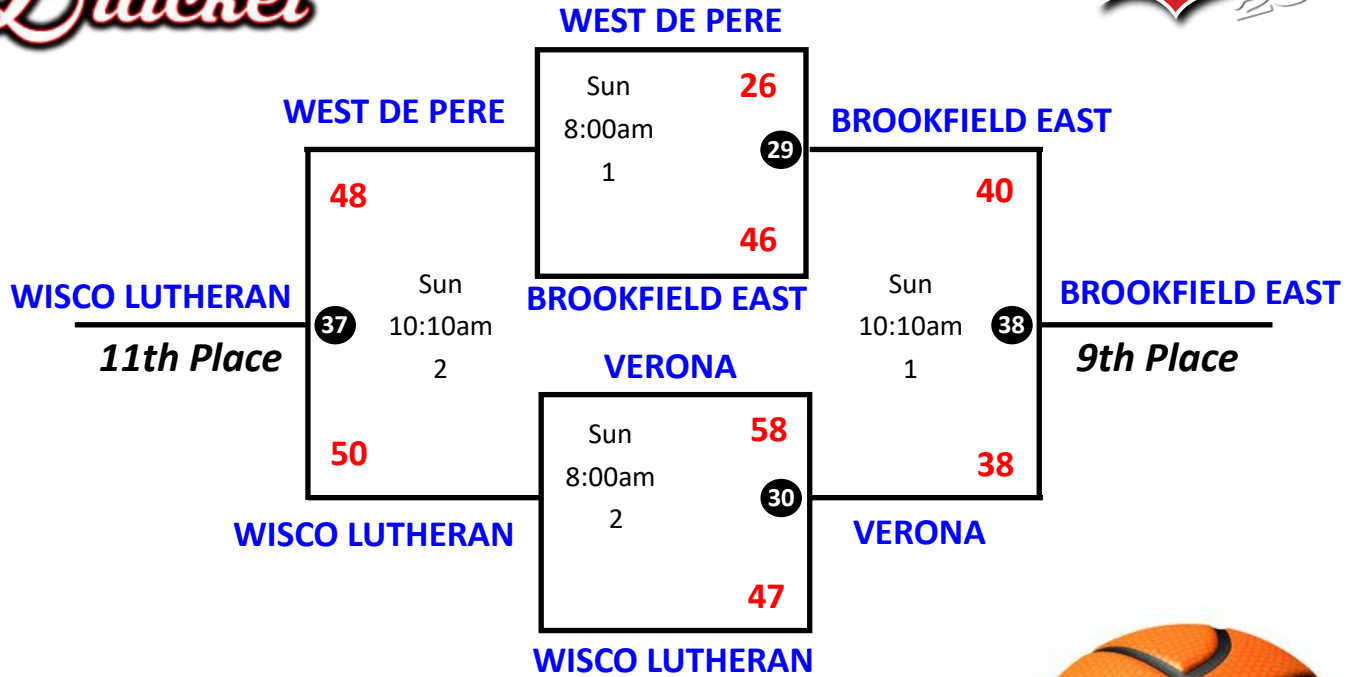 Bracket
WEST DE PERE
Sun
8:00am
1
26
29
46
BROOKFIELD EAST
WEST DE PERE
48
Sun
10:10am
2
37
50
WISCO LUTHERAN
WISCO LUTHERAN
11th Place
BROOKFIELD EAST
40
Sun
10:10am
1
38
38
VERONA
BROOKFIELD EAST
9th Place
VERONA
Sun
8:00am
2
58
30
47
WISCO LUTHERAN